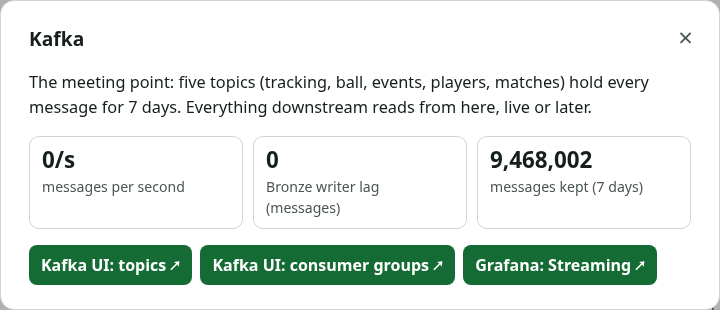 Kafka
×
The meeting point: five topics (tracking, ball, events, players, matches) hold every
message for 7 days. Everything downstream reads from here, live or later.
0/s
messages per second
0
Bronze writer lag
(messages)
9,468,002
messages kept (7 days)
Kafka UI: topics ↗
Kafka UI: consumer groups ↗
Grafana: Streaming ↗